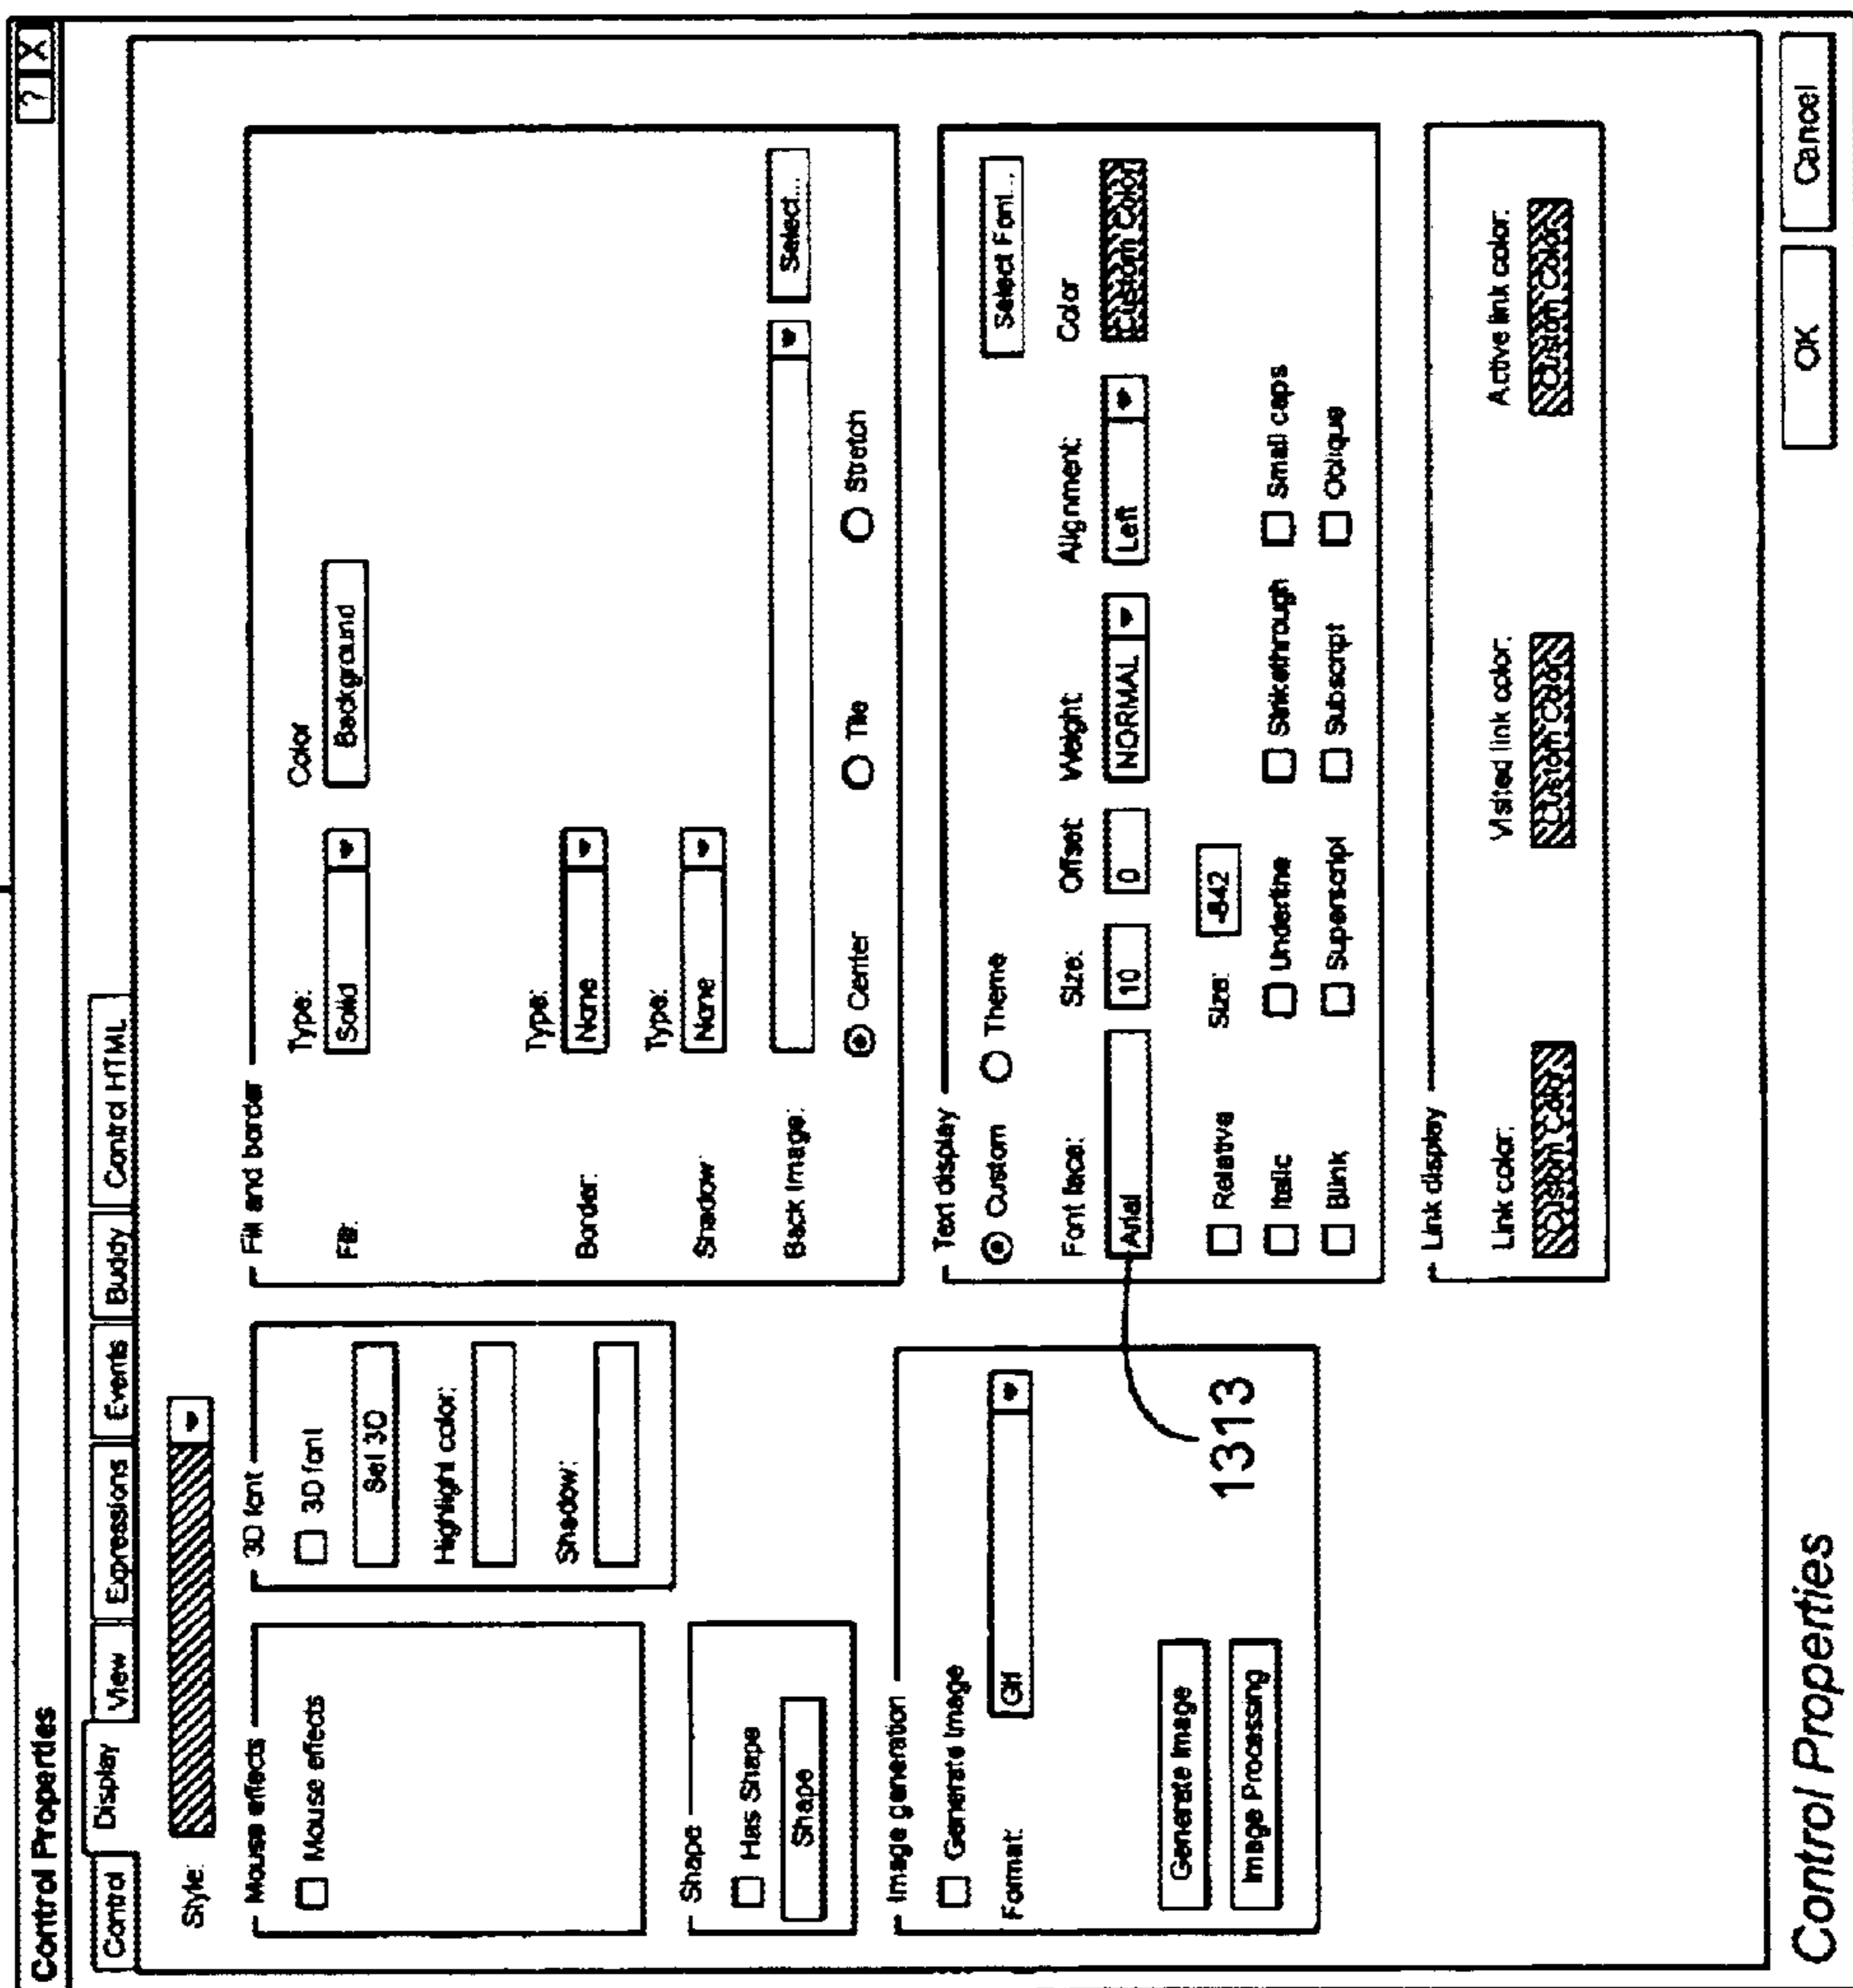 Control Properties ? X
Control Display View Expressions Events Buddy Control HTML
Style:
Mouse effects
Mouse effects
3D font
3D font
Set 3D
Highlight color:
Shadow:
Shape
Has Shape
Shape
Image generation
Generate Image
Format: Gif
Generate Image
Image Processing
1313
Fill and border
Type: Color
Fill: Solid Background
Type:
Border: None
Type:
Shadow: None
Back Image: Select...
Center Tile Stretch
Text display
Custom Theme Select Font...
Font face: Size: Offset: Weight: Alignment: Color
Arial 10 0 NORMAL Left Custom Color
Relative Size: -842
Italic Underline Strikethrough Small caps
Blink Superscript Subscript Oblique
Link display
Link color: Visited link color: Active link color:
Custom Color Custom Color Custom Color
OK Cancel
Control Properties